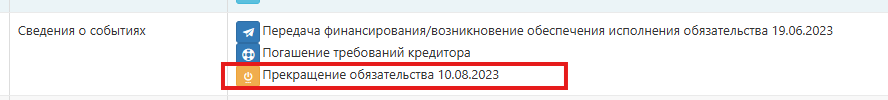 Сведения о событиях
Передача финансирования/возникновение обеспечения исполнения обязательства 19.06.2023
Погашение требований кредитора
Прекращение обязательства 10.08.2023